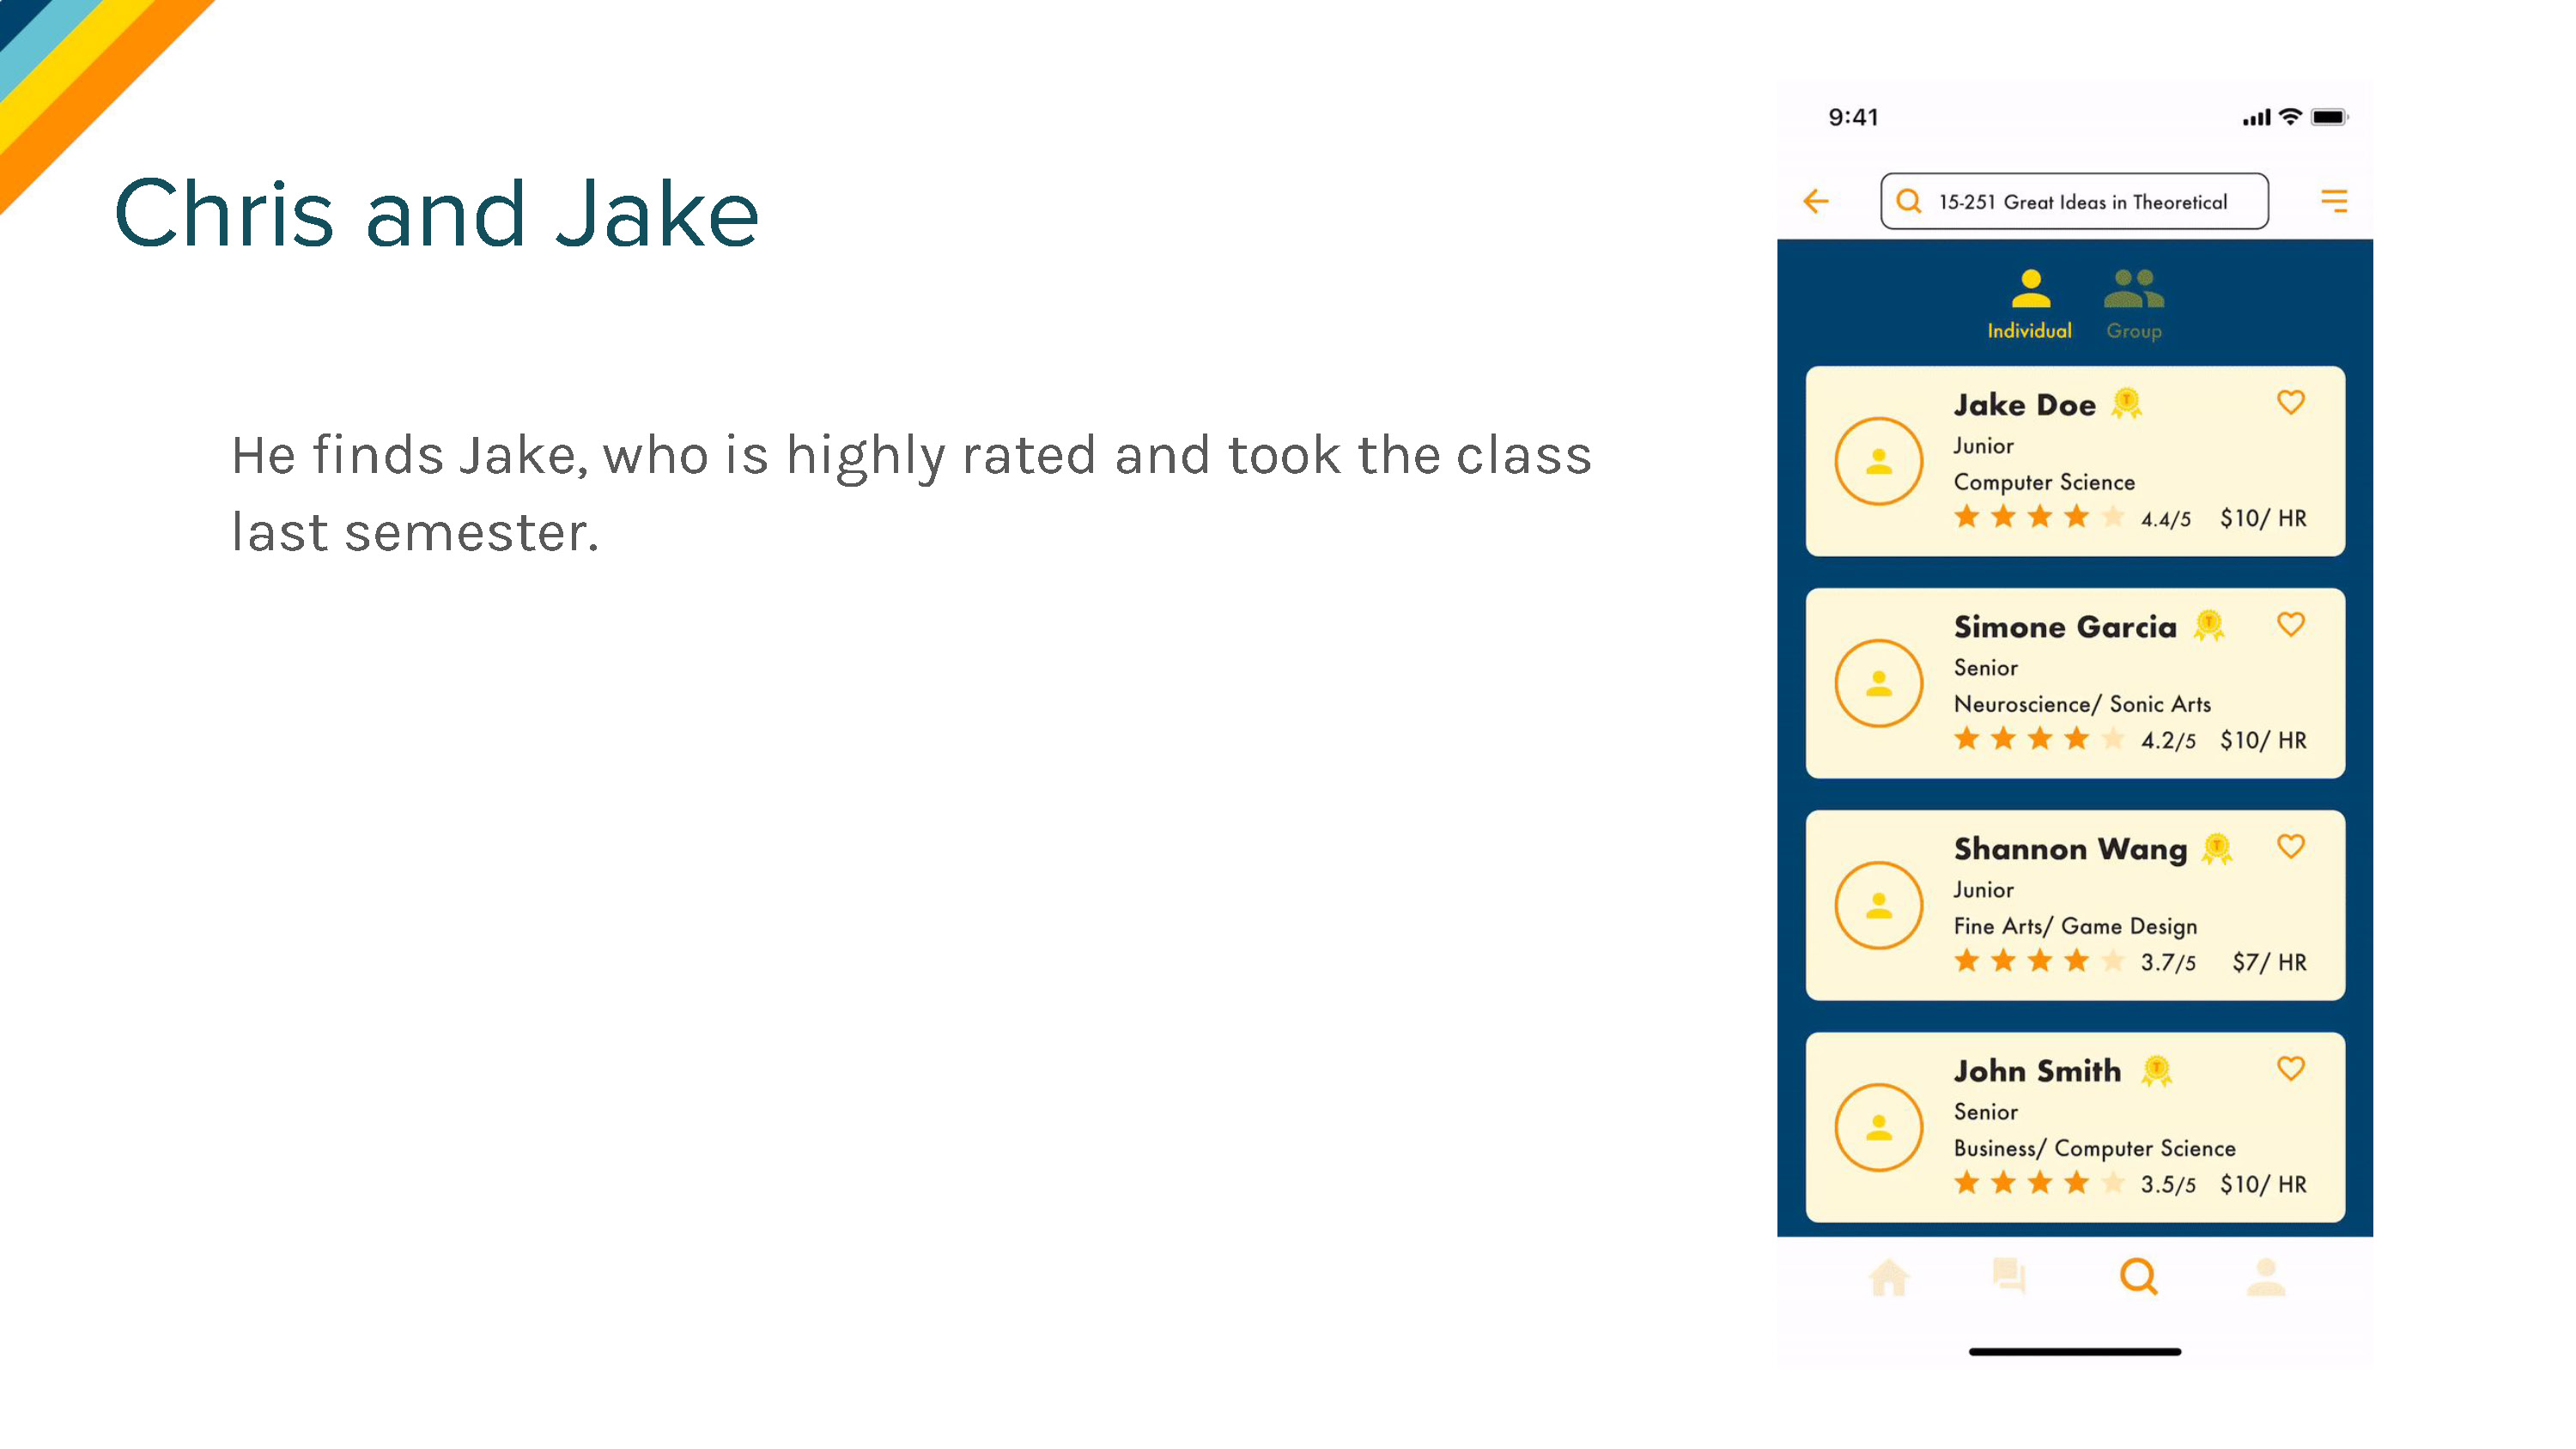 Chris and Jake
He finds Jake, who is highly rated and took the class
last semester.
9:41
15-251 Great Ideas in Theoretical
Individual
Group
Jake Doe
Junior
Computer Science
4.4/5 $10/ HR
Simone Garcia
Senior
Neuroscience/ Sonic Arts
4.2/5 $10/ HR
Shannon Wang
Junior
Fine Arts/ Game Design
3.7/5 $7/ HR
John Smith
Senior
Business/ Computer Science
3.5/5 $10/ HR